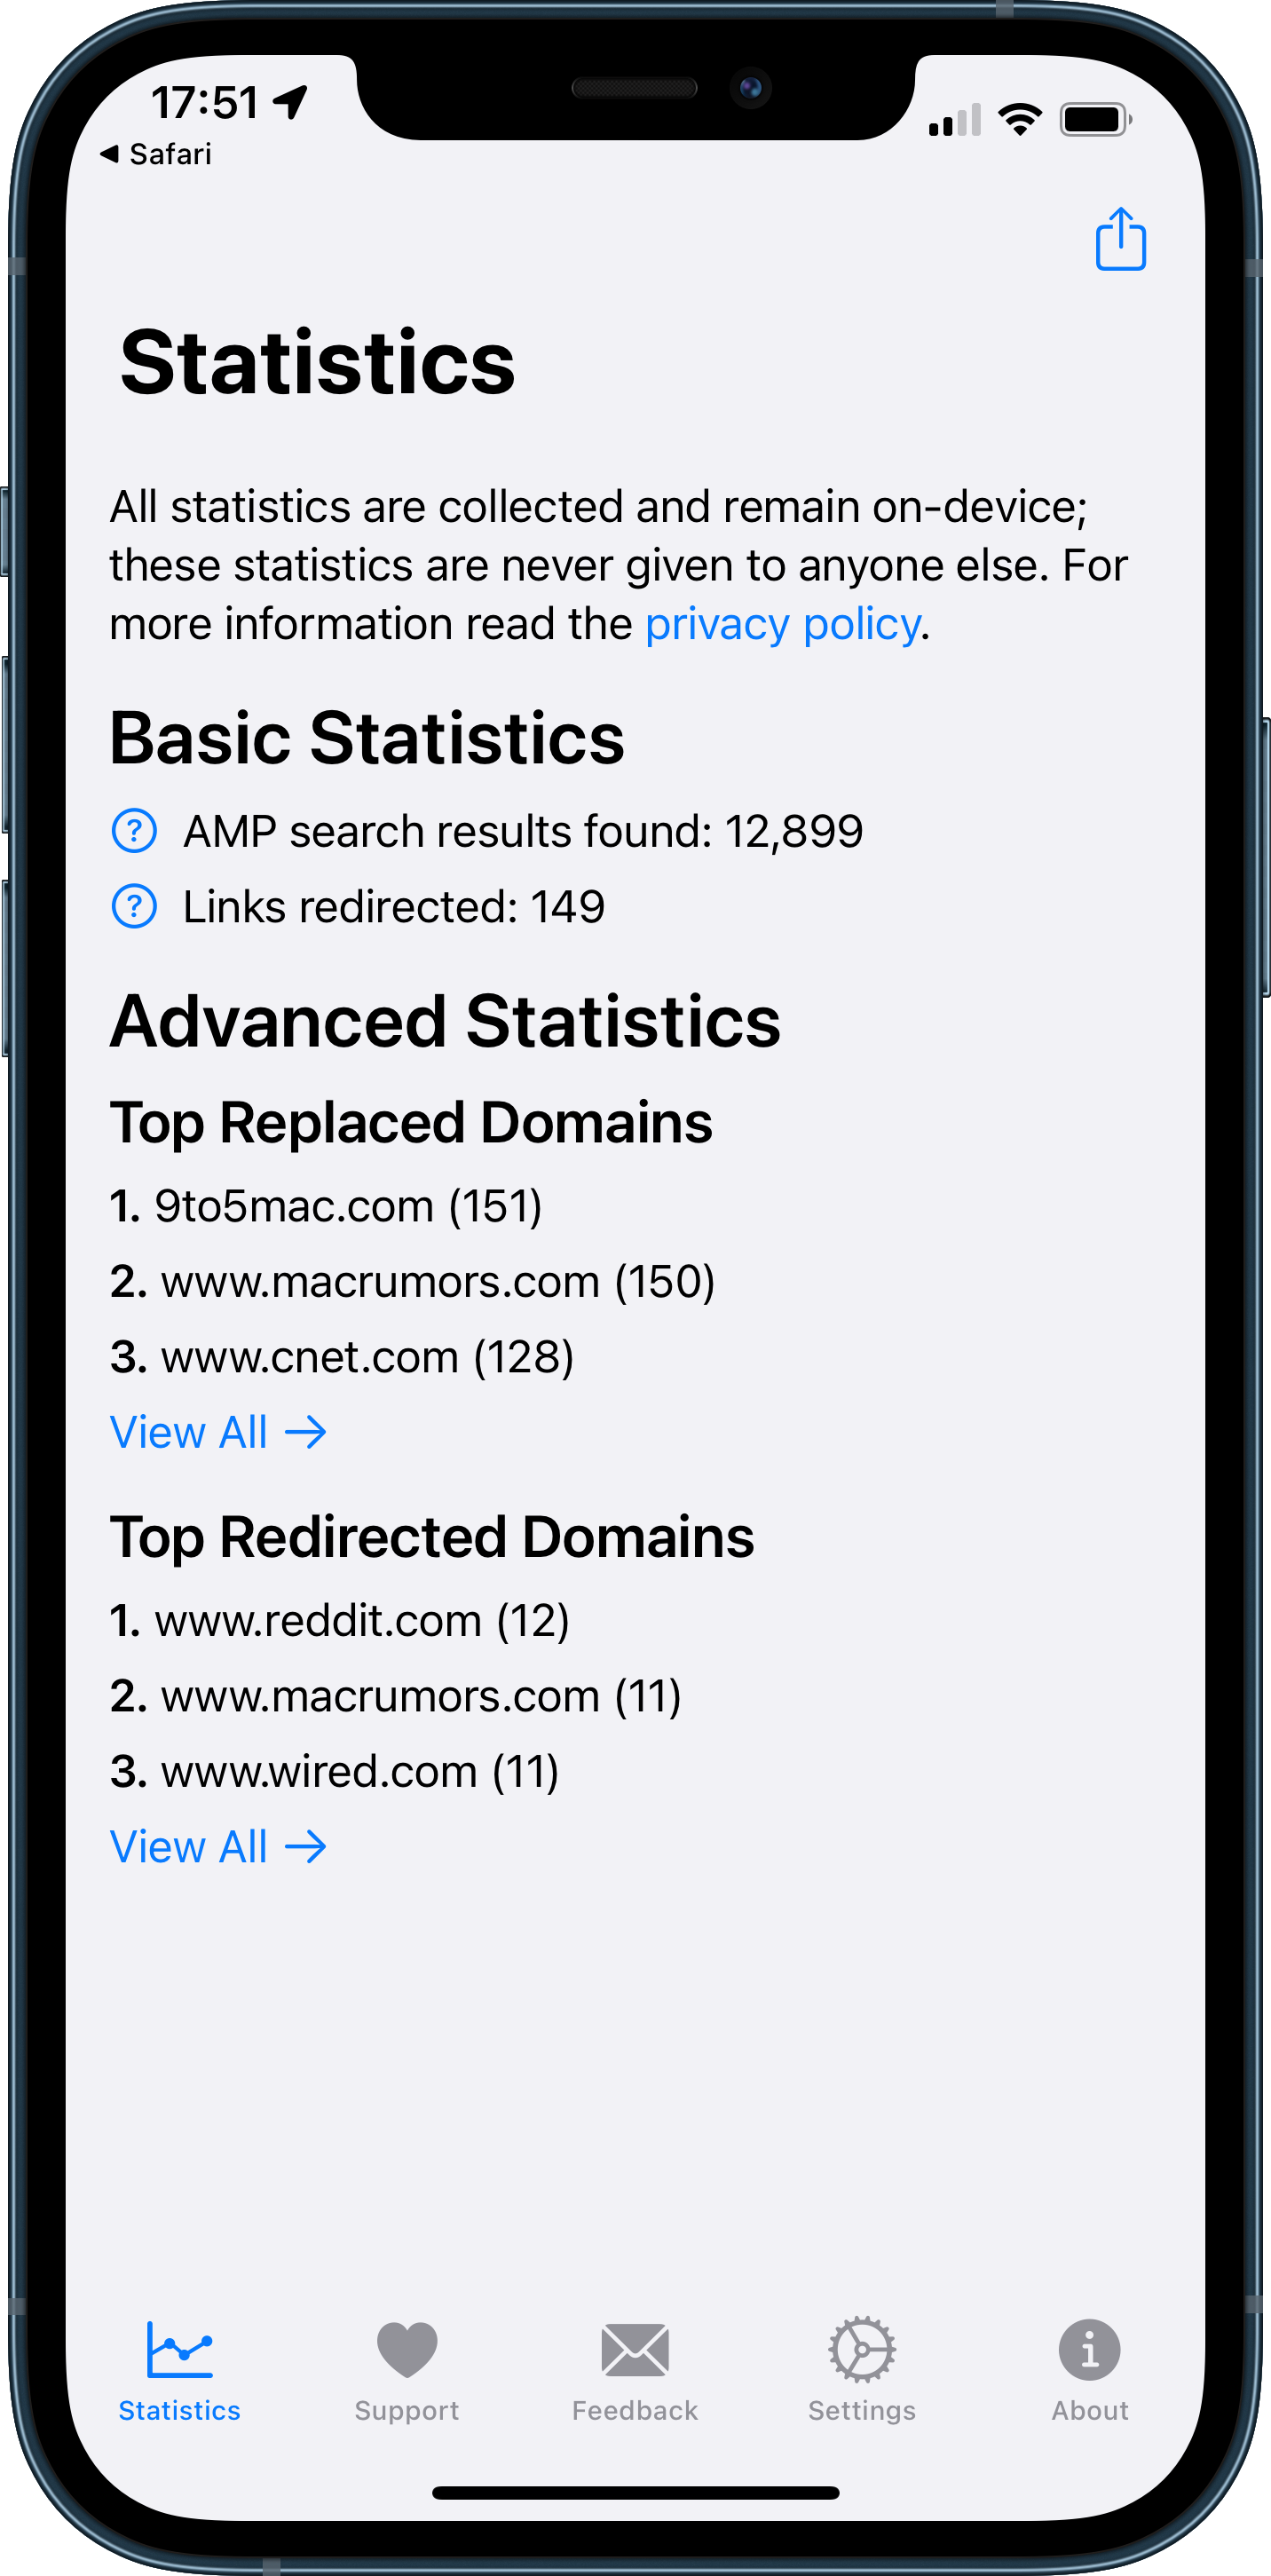 17:51
◀ Safari
Statistics
All statistics are collected and remain on-device;
these statistics are never given to anyone else. For
more information read the privacy policy.
Basic Statistics
? AMP search results found: 12,899
? Links redirected: 149
Advanced Statistics
Top Replaced Domains
1. 9to5mac.com (151)
2. www.macrumors.com (150)
3. www.cnet.com (128)
View All →
Top Redirected Domains
1. www.reddit.com (12)
2. www.macrumors.com (11)
3. www.wired.com (11)
View All →
Statistics Support Feedback Settings About